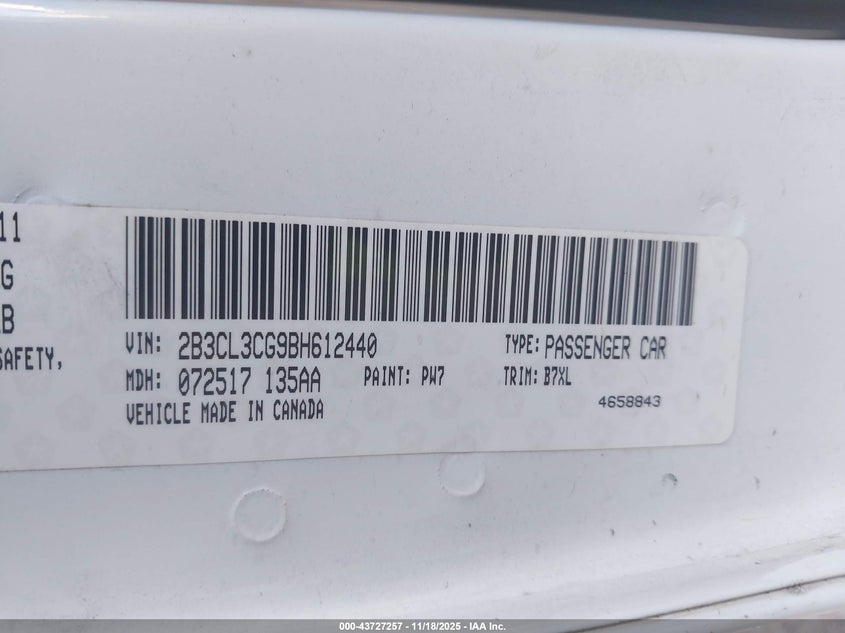 11
G
B
SAFETY,
VIN: 2B3CL3CG9BH612440 TYPE: PASSENGER CAR
MDH: 072517 135AA PAINT: PW7 TRIM: B7XL
VEHICLE MADE IN CANADA 4658843
000-43727257 - 11/18/2025 - IAA Inc.